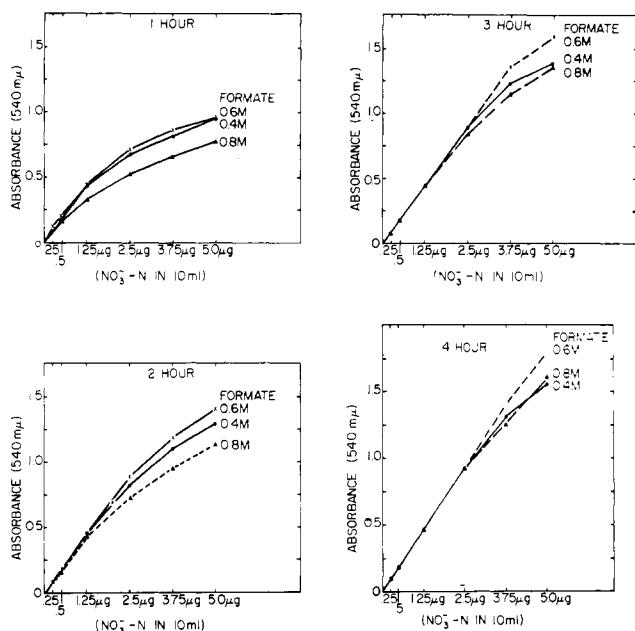 1 HOUR
ABSORBANCE (540 mµ)
1.5
1.0
0.5
0
FORMATE
0.6M
0.4M
0.8M
.25 1.25µg 2.5µg 3.75µg 5.0µg
.5
(NO₃⁻-N IN 10ml)
3 HOUR
ABSORBANCE (540 mµ)
1.5
1.0
0.5
0
FORMATE
0.6M
0.4M
0.8M
.25 1.25µg 2.5µg 3.75µg 5.0µg
.5
(NO₃⁻-N IN 10ml)
2 HOUR
ABSORBANCE (540 mµ)
1.5
1.0
0.5
0
FORMATE
0.6M
0.4M
0.8M
.25 1.25µg 2.5µg 3.75µg 5.0µg
.5
(NO₃⁻-N IN 10ml)
4 HOUR
ABSORBANCE (540 mµ)
1.5
1.0
0.5
0
FORMATE
0.6M
0.8M
0.4M
.25 1.25µg 2.5µg 3.75µg 5.0µg
.5
(NO₃⁻-N IN 10ml)